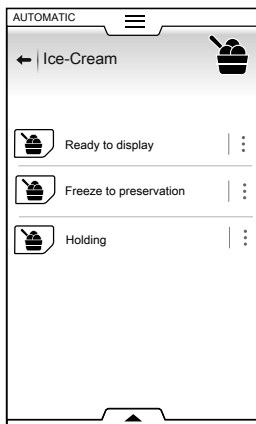 AUTOMATIC
Ice-Cream
Ready to display
Freeze to preservation
Holding